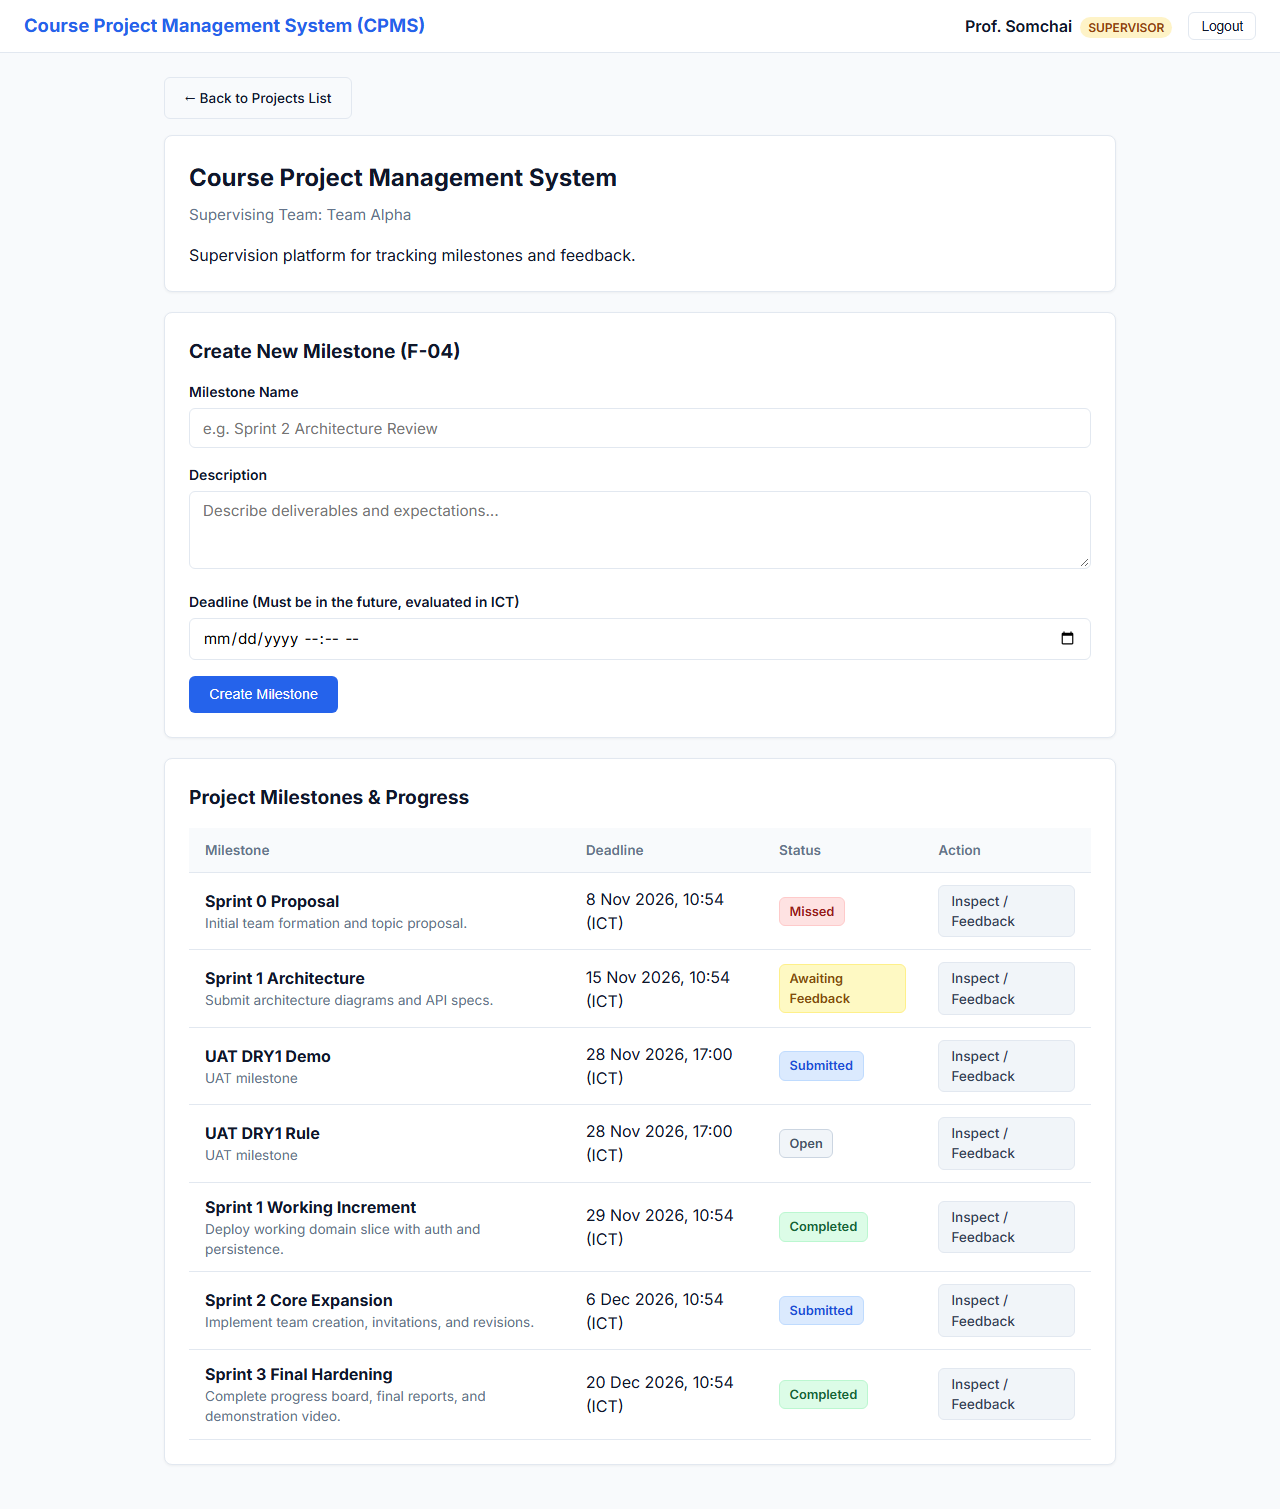 Course Project Management System (CPMS)
Prof. Somchai SUPERVISOR Logout
← Back to Projects List
Course Project Management System
Supervising Team: Team Alpha
Supervision platform for tracking milestones and feedback.
Create New Milestone (F-04)
Milestone Name
e.g. Sprint 2 Architecture Review
Description
Describe deliverables and expectations...
Deadline (Must be in the future, evaluated in ICT)
mm/dd/yyyy --:-- --
Create Milestone
Project Milestones & Progress
Milestone Deadline Status Action
Sprint 0 Proposal
Initial team formation and topic proposal.
8 Nov 2026, 10:54
(ICT)
Missed
Inspect /
Feedback
Sprint 1 Architecture
Submit architecture diagrams and API specs.
15 Nov 2026, 10:54
(ICT)
Awaiting
Feedback
Inspect /
Feedback
UAT DRY1 Demo
UAT milestone
28 Nov 2026, 17:00
(ICT)
Submitted
Inspect /
Feedback
UAT DRY1 Rule
UAT milestone
28 Nov 2026, 17:00
(ICT)
Open
Inspect /
Feedback
Sprint 1 Working Increment
Deploy working domain slice with auth and
persistence.
29 Nov 2026, 10:54
(ICT)
Completed
Inspect /
Feedback
Sprint 2 Core Expansion
Implement team creation, invitations, and revisions.
6 Dec 2026, 10:54
(ICT)
Submitted
Inspect /
Feedback
Sprint 3 Final Hardening
Complete progress board, final reports, and
demonstration video.
20 Dec 2026, 10:54
(ICT)
Completed
Inspect /
Feedback